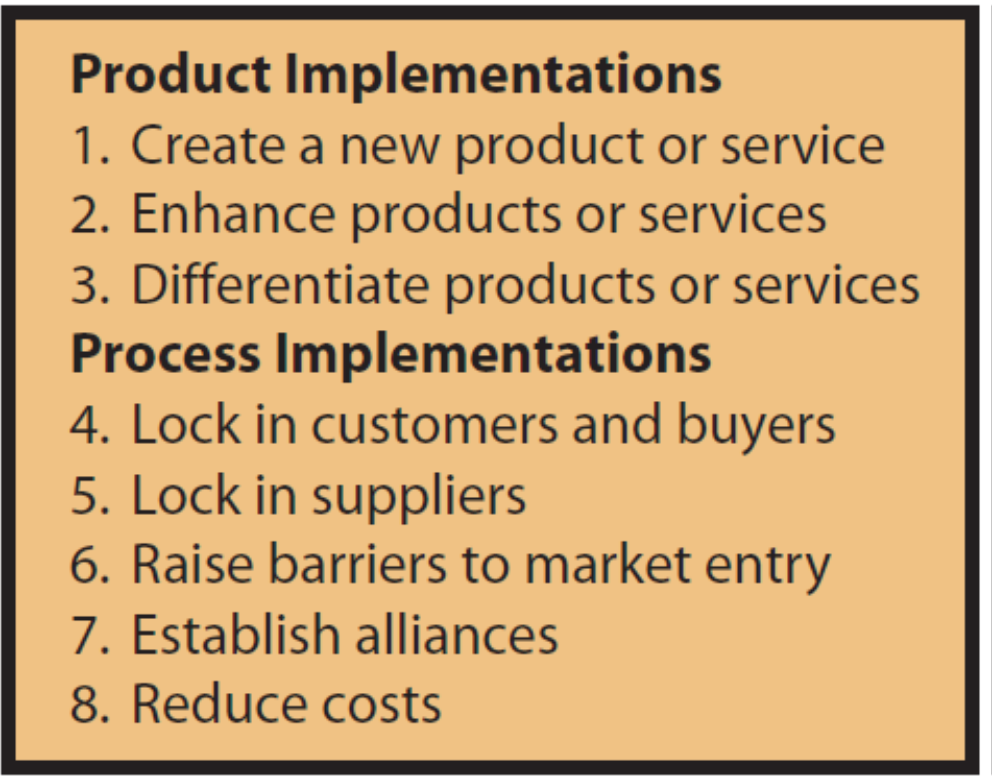 Product Implementations
1. Create a new product or service
2. Enhance products or services
3. Differentiate products or services
Process Implementations
4. Lock in customers and buyers
5. Lock in suppliers
6. Raise barriers to market entry
7. Establish alliances
8. Reduce costs